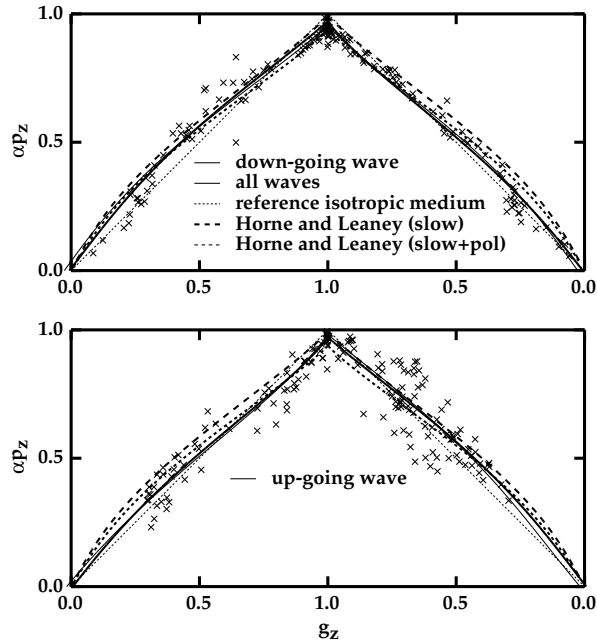 1.0
αpz
0.5
down-going wave
all waves
reference isotropic medium
Horne and Leaney (slow)
Horne and Leaney (slow+pol)
0.0
0.0 0.5 1.0 0.5 0.0
1.0
αpz
0.5
up-going wave
0.0
0.0 0.5 1.0 0.5 0.0
gz